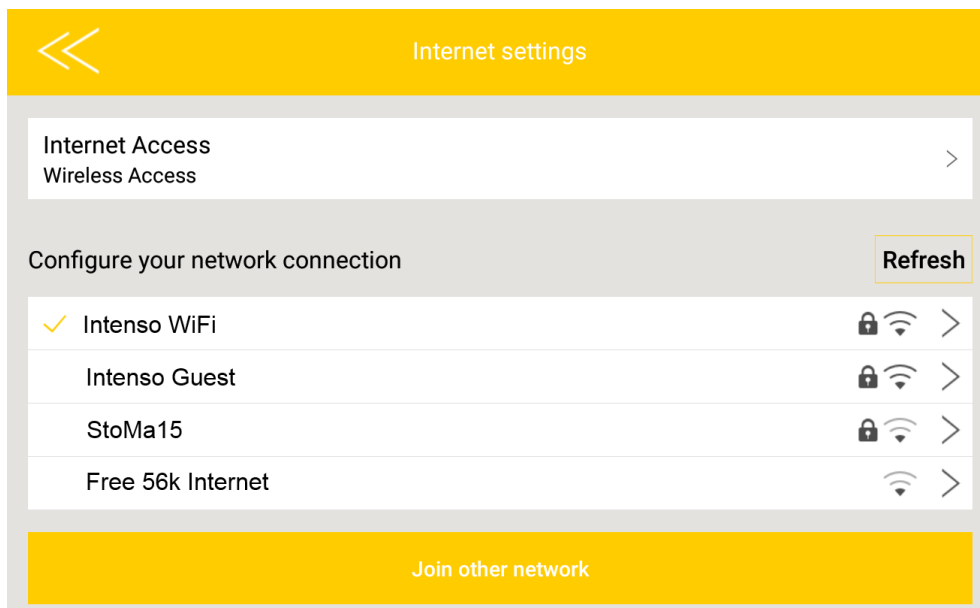 Internet settings
Internet Access
Wireless Access
Configure your network connection
Refresh
Intenso WiFi
Intenso Guest
StoMa15
Free 56k Internet
Join other network